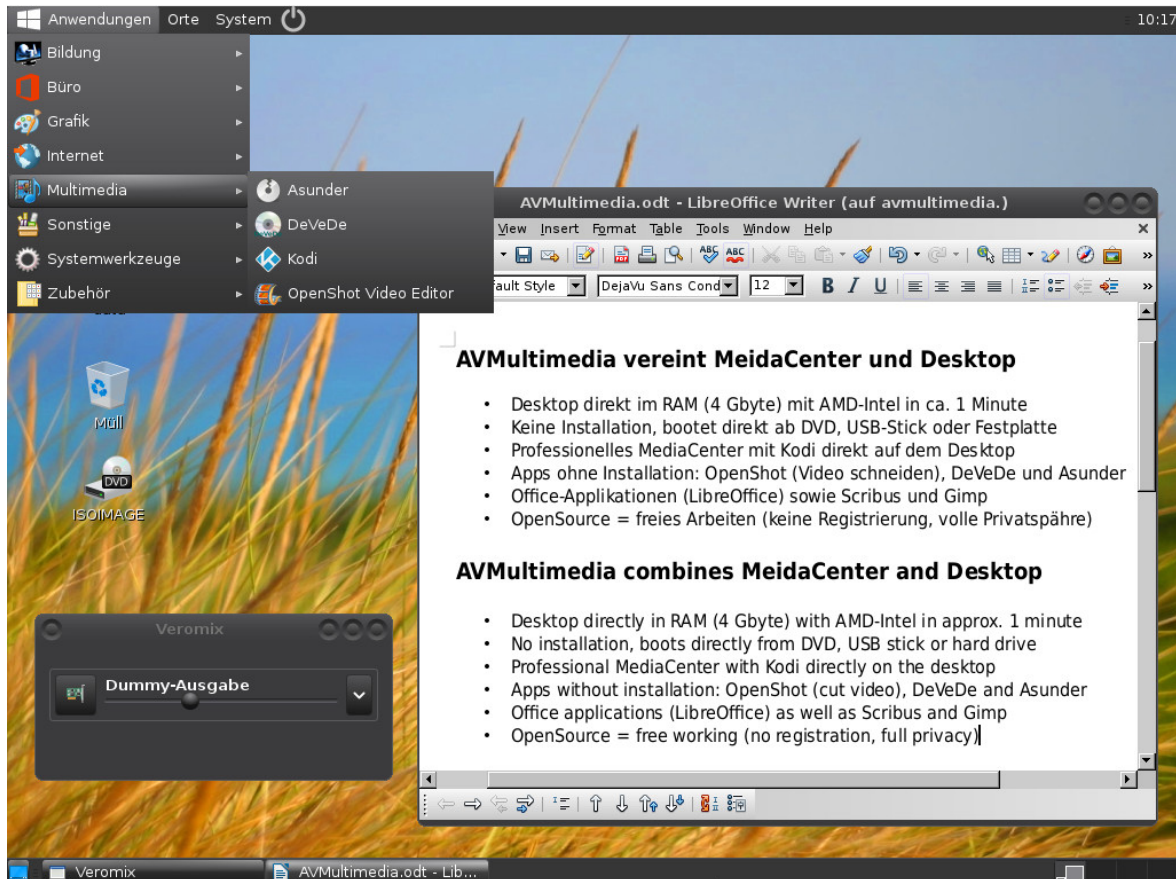 Anwendungen Orte System 10:17
Bildung
Büro
Grafik
Internet
Multimedia
Sonstige
Systemwerkzeuge
Zubehör
Asunder
DeVeDe
Kodi
OpenShot Video Editor
Müll
DVD
ISOIMAGE
Veromix
Dummy-Ausgabe
AVMultimedia.odt - LibreOffice Writer (auf avmultimedia.)
View Insert Format Table Tools Window Help
ABC ABC
fault Style DejaVu Sans Cond 12 B I U
AVMultimedia vereint MeidaCenter und Desktop
• Desktop direkt im RAM (4 Gbyte) mit AMD-Intel in ca. 1 Minute
• Keine Installation, bootet direkt ab DVD, USB-Stick oder Festplatte
• Professionelles MediaCenter mit Kodi direkt auf dem Desktop
• Apps ohne Installation: OpenShot (Video schneiden), DeVeDe und Asunder
• Office-Applikationen (LibreOffice) sowie Scribus und Gimp
• OpenSource = freies Arbeiten (keine Registrierung, volle Privatspähre)
AVMultimedia combines MeidaCenter and Desktop
• Desktop directly in RAM (4 Gbyte) with AMD-Intel in approx. 1 minute
• No installation, boots directly from DVD, USB stick or hard drive
• Professional MediaCenter with Kodi directly on the desktop
• Apps without installation: OpenShot (cut video), DeVeDe and Asunder
• Office applications (LibreOffice) as well as Scribus and Gimp
• OpenSource = free working (no registration, full privacy)
Veromix AVMultimedia.odt - Lib...